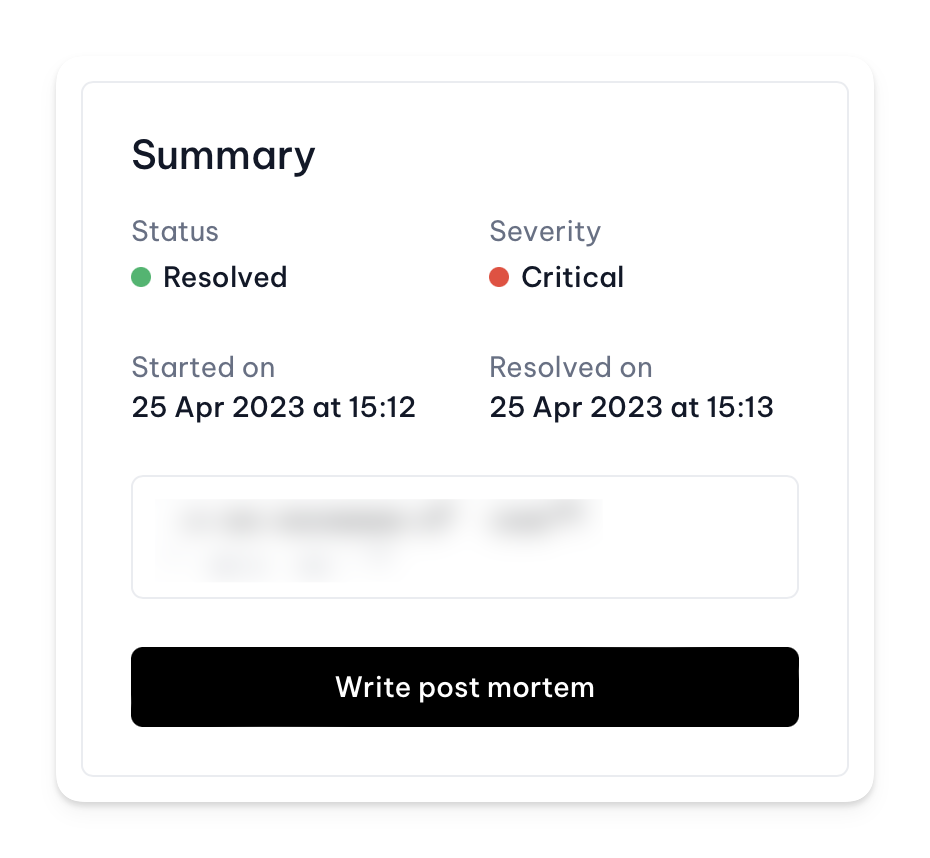 Summary
Status
Resolved
Severity
Critical
Started on
25 Apr 2023 at 15:12
Resolved on
25 Apr 2023 at 15:13
Write post mortem